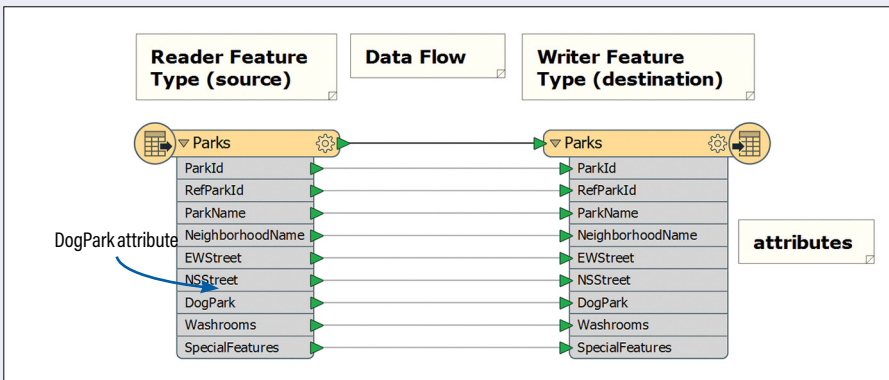 Reader Feature
Type (source)
Data Flow
Writer Feature
Type (destination)
Parks
ParkId
RefParkId
ParkName
NeighborhoodName
EWStreet
NSStreet
DogPark
Washrooms
SpecialFeatures
DogPark attribute
Parks
ParkId
RefParkId
ParkName
NeighborhoodName
EWStreet
NSStreet
DogPark
Washrooms
SpecialFeatures
attributes